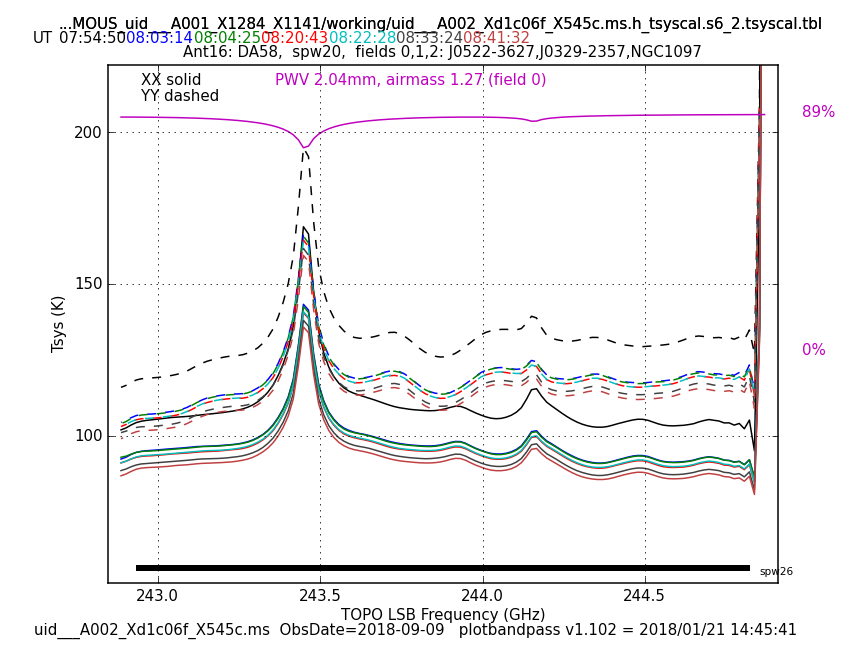 ...MOUS_uid___A001_X1284_X1141/working/uid___A002_Xd1c06f_X545c.ms.h_tsyscal.s6_2.tsyscal.tbl
UT 07:54:50 08:03:14 08:04:25 08:20:43 08:22:28 08:33:24 08:41:32
Ant16: DA58, spw20, fields 0,1,2: J0522-3627,J0329-2357,NGC1097
XX solid
PWV 2.04mm, airmass 1.27 (field 0)
YY dashed
89%
200
150
Tsys (K)
0%
100
spw26
243.0 243.5 244.0 244.5
TOPO LSB Frequency (GHz)
uid___A002_Xd1c06f_X545c.ms ObsDate=2018-09-09 plotbandpass v1.102 = 2018/01/21 14:45:41